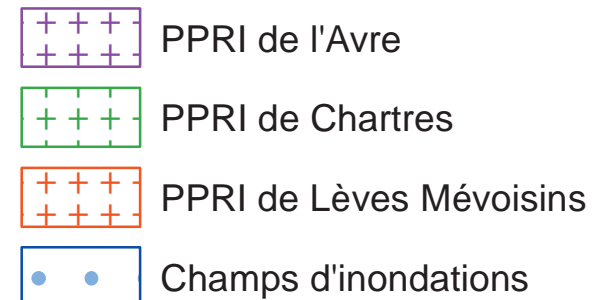 PPRI de l'Avre
PPRI de Chartres
PPRI de Lèves Mévoisins
Champs d'inondations